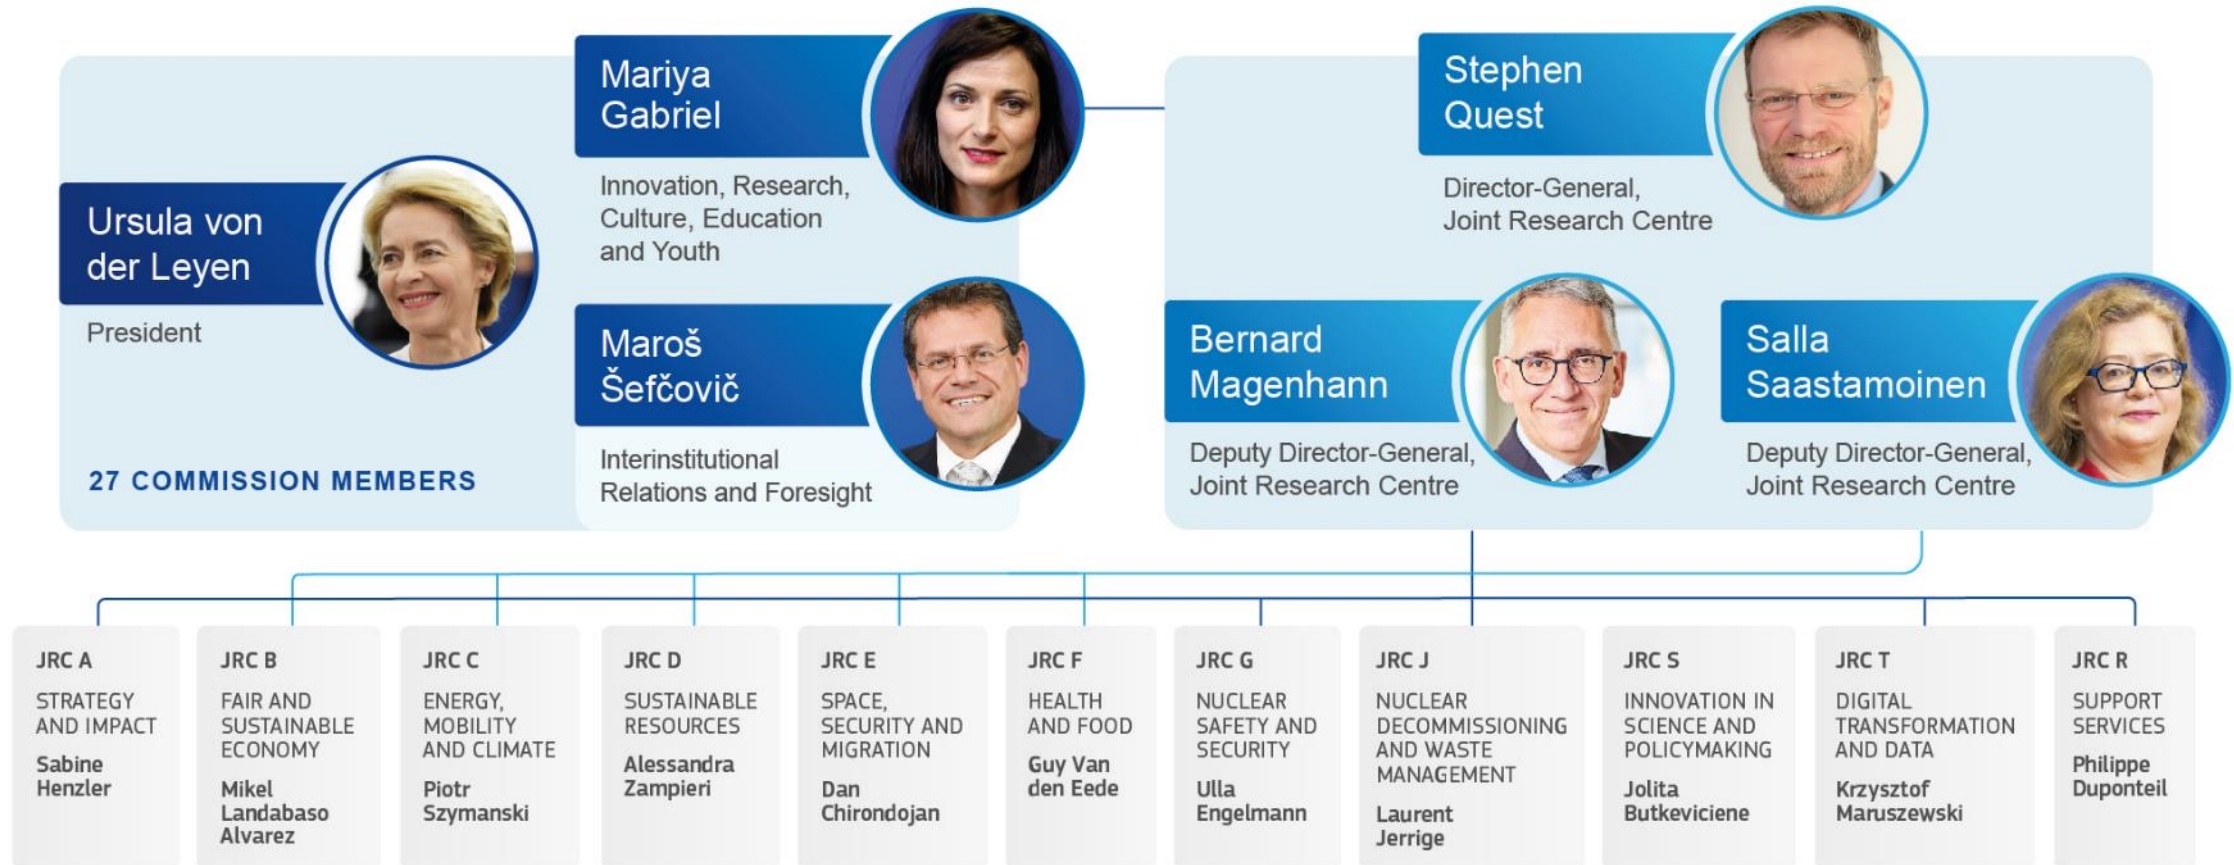 Ursula von
der Leyen
President
27 COMMISSION MEMBERS
Mariya
Gabriel
Innovation, Research,
Culture, Education
and Youth
Maroš
Šefčovič
Interinstitutional
Relations and Foresight
Stephen
Quest
Director-General,
Joint Research Centre
Bernard
Magenhann
Deputy Director-General,
Joint Research Centre
Salla
Saastamoinen
Deputy Director-General,
Joint Research Centre
JRC A
STRATEGY
AND IMPACT
Sabine
Henzler
JRC B
FAIR AND
SUSTAINABLE
ECONOMY
Mikel
Landabaso
Alvarez
JRC C
ENERGY,
MOBILITY
AND CLIMATE
Piotr
Szymanski
JRC D
SUSTAINABLE
RESOURCES
Alessandra
Zampieri
JRC E
SPACE,
SECURITY AND
MIGRATION
Dan
Chirondojan
JRC F
HEALTH
AND FOOD
Guy Van
den Eede
JRC G
NUCLEAR
SAFETY AND
SECURITY
Ulla
Engelmann
JRC J
NUCLEAR
DECOMMISSIONING
AND WASTE
MANAGEMENT
Laurent
Jerrige
JRC S
INNOVATION IN
SCIENCE AND
POLICYMAKING
Jolita
Butkeviciene
JRC T
DIGITAL
TRANSFORMATION
AND DATA
Krzysztof
Maruszewski
JRC R
SUPPORT
SERVICES
Philippe
Duponteil